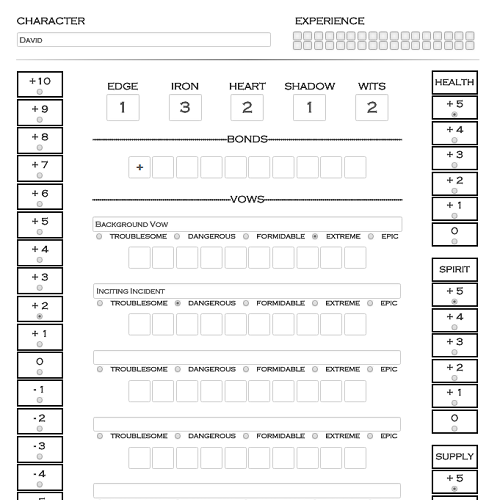 CHARACTER
EXPERIENCE
David
EDGE IRON HEART SHADOW WITS
1 3 2 1 2
BONDS
+
VOWS
Background Vow
TROUBLESOME DANGEROUS FORMIDABLE EXTREME EPIC
Inciting Incident
TROUBLESOME DANGEROUS FORMIDABLE EXTREME EPIC
TROUBLESOME DANGEROUS FORMIDABLE EXTREME EPIC
TROUBLESOME DANGEROUS FORMIDABLE EXTREME EPIC
+10
+9
+8
+7
+6
+5
+4
+3
+2
+1
0
-1
-2
-3
-4
HEALTH
+5
+4
+3
+2
+1
0
SPIRIT
+5
+4
+3
+2
+1
0
SUPPLY
+5